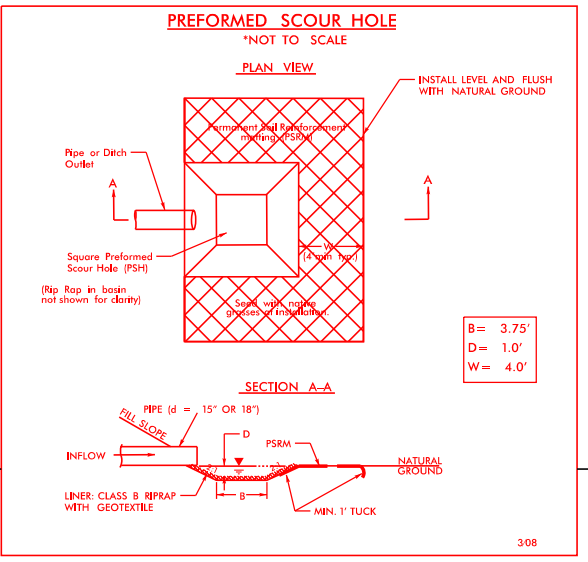 PREFORMED SCOUR HOLE
*NOT TO SCALE
PLAN VIEW
INSTALL LEVEL AND FLUSH
WITH NATURAL GROUND
Permanent Soil Reinforcement
matting (PSRM)
Pipe or Ditch
Outlet
A
A
W
(4' min typ.)
Square Preformed
Scour Hole (PSH)
(Rip Rap in basin
not shown for clarity)
Seed with native
grasses at installation.
B= 3.75'
D= 1.0'
W= 4.0'
SECTION A-A
PIPE (d = 15" OR 18")
FILL SLOPE
D
PSRM
INFLOW
NATURAL
GROUND
LINER: CLASS B RIPRAP
WITH GEOTEXTILE
B
MIN. 1' TUCK
3/08